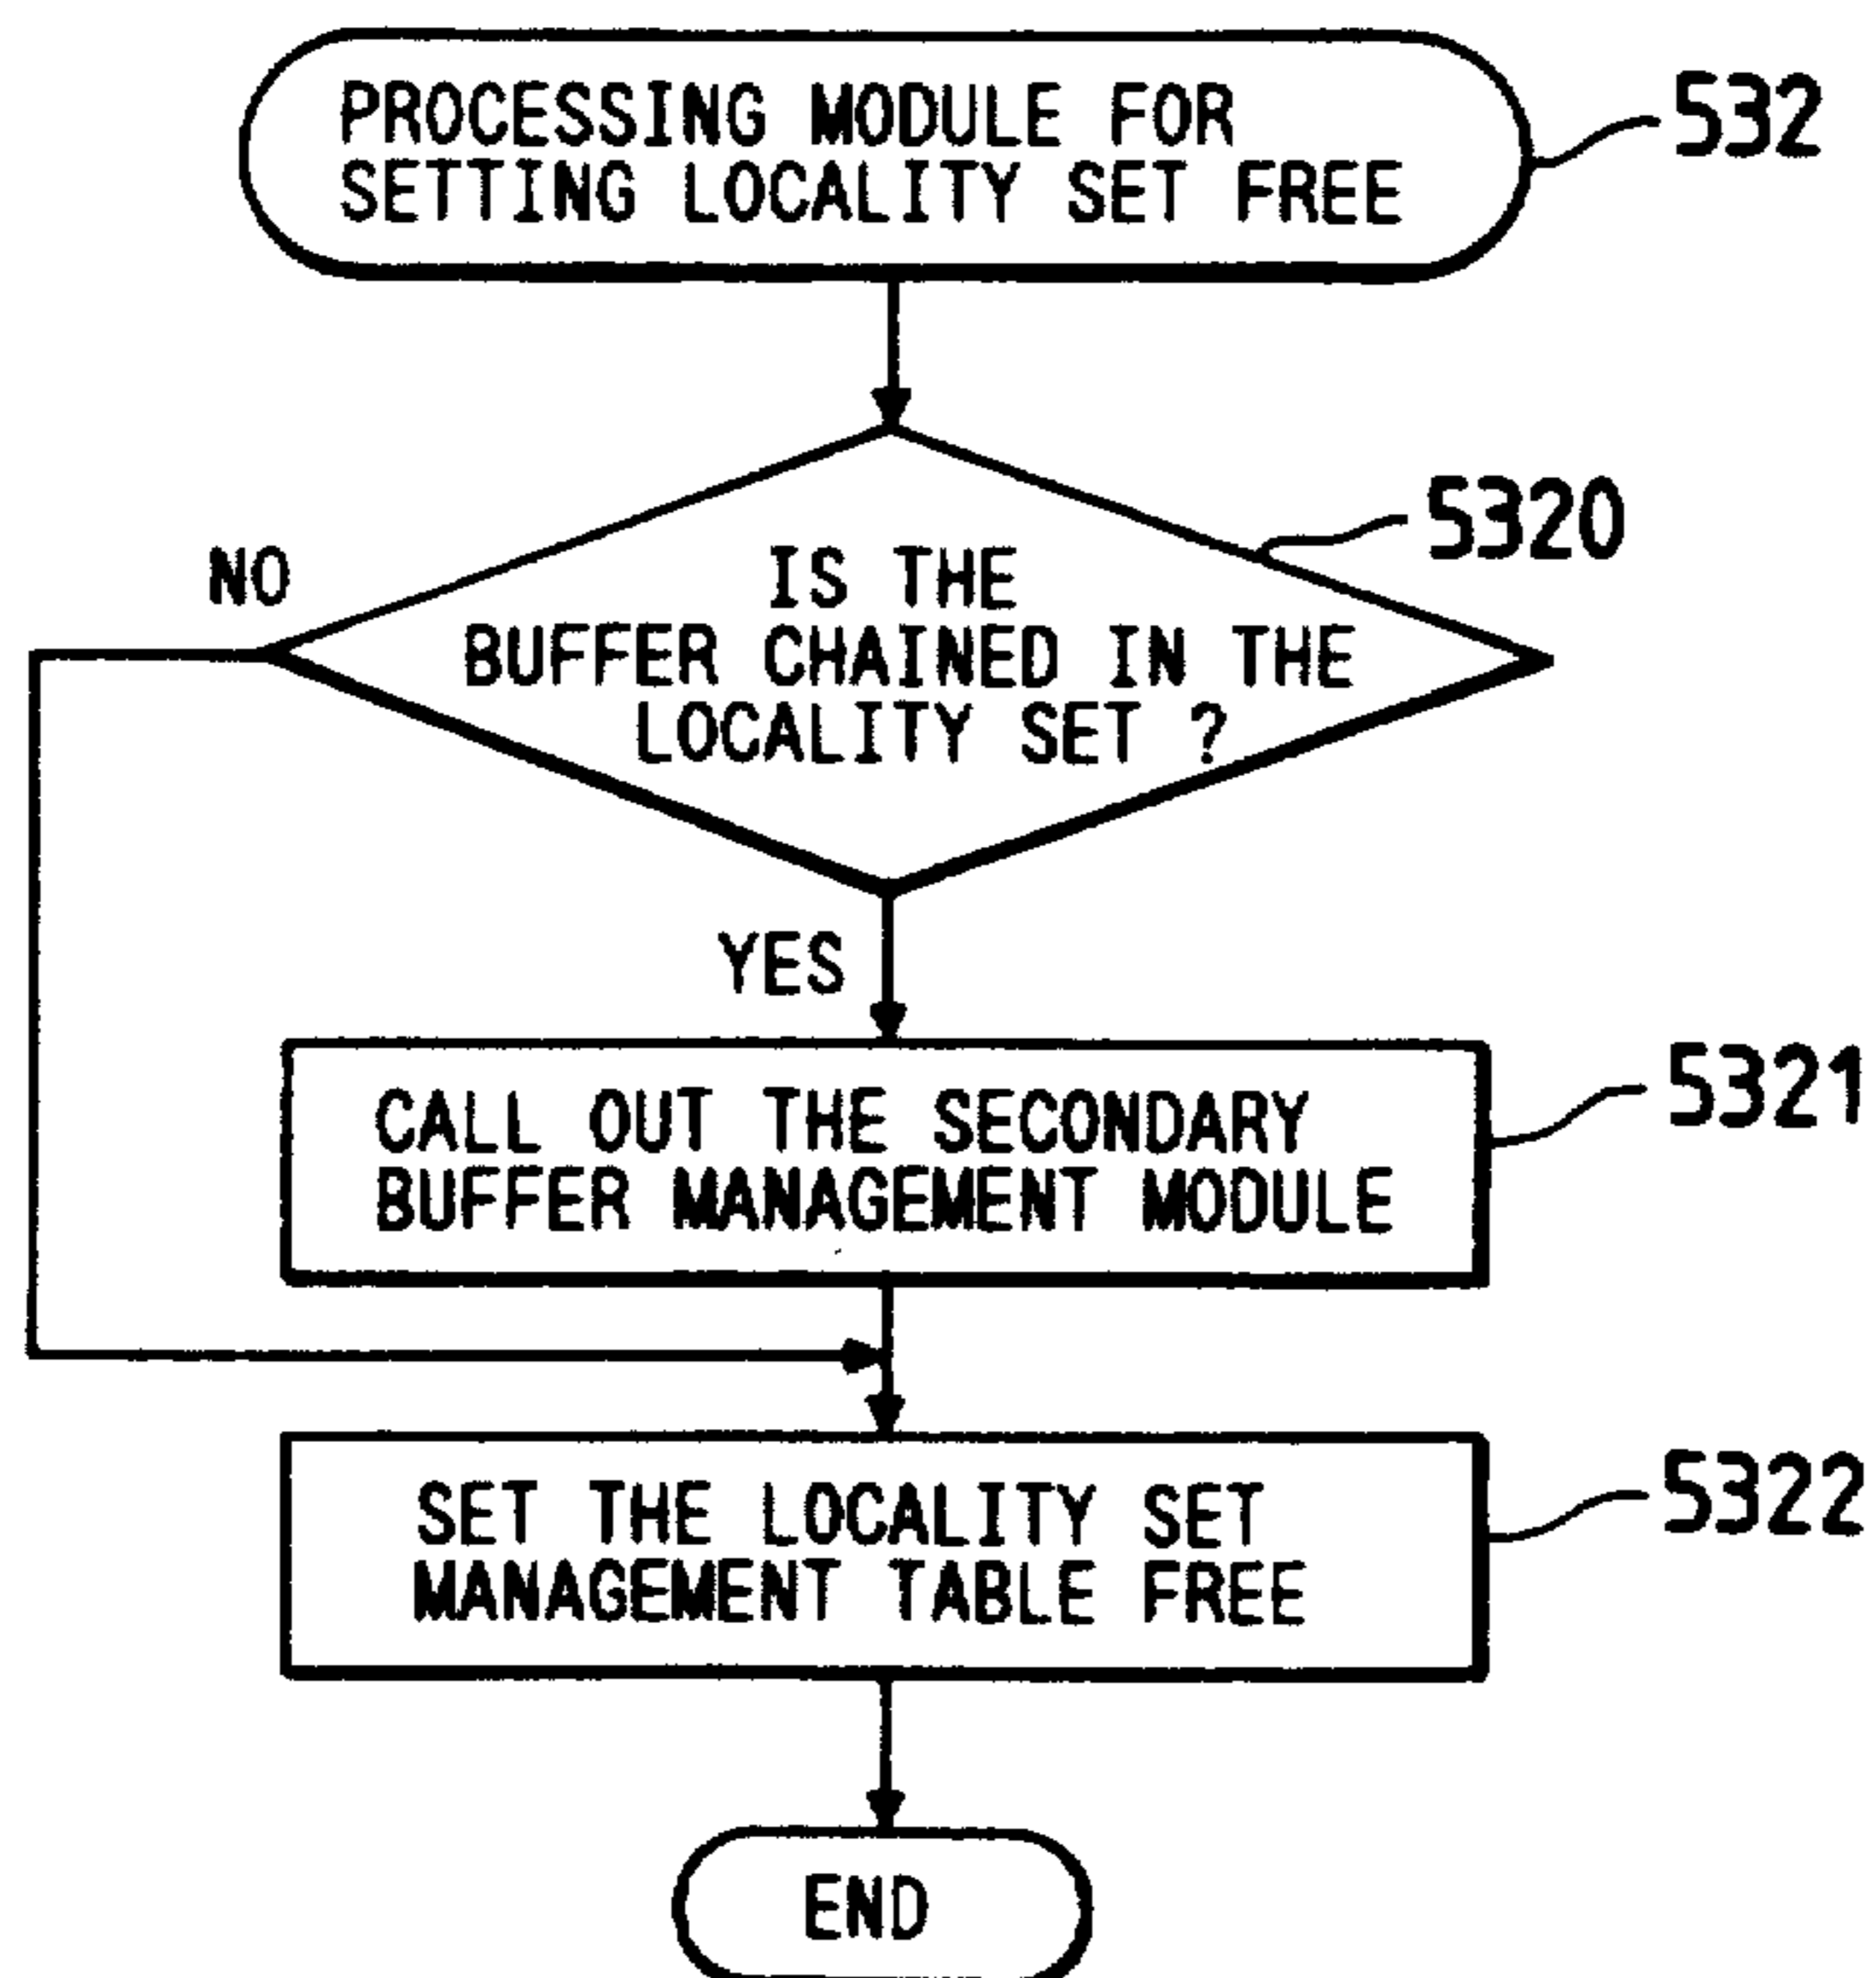 PROCESSING MODULE FOR
SETTING LOCALITY SET FREE
532
5320
NO
IS THE
BUFFER CHAINED IN THE
LOCALITY SET ?
YES
CALL OUT THE SECONDARY
BUFFER MANAGEMENT MODULE
5321
SET THE LOCALITY SET
MANAGEMENT TABLE FREE
5322
END